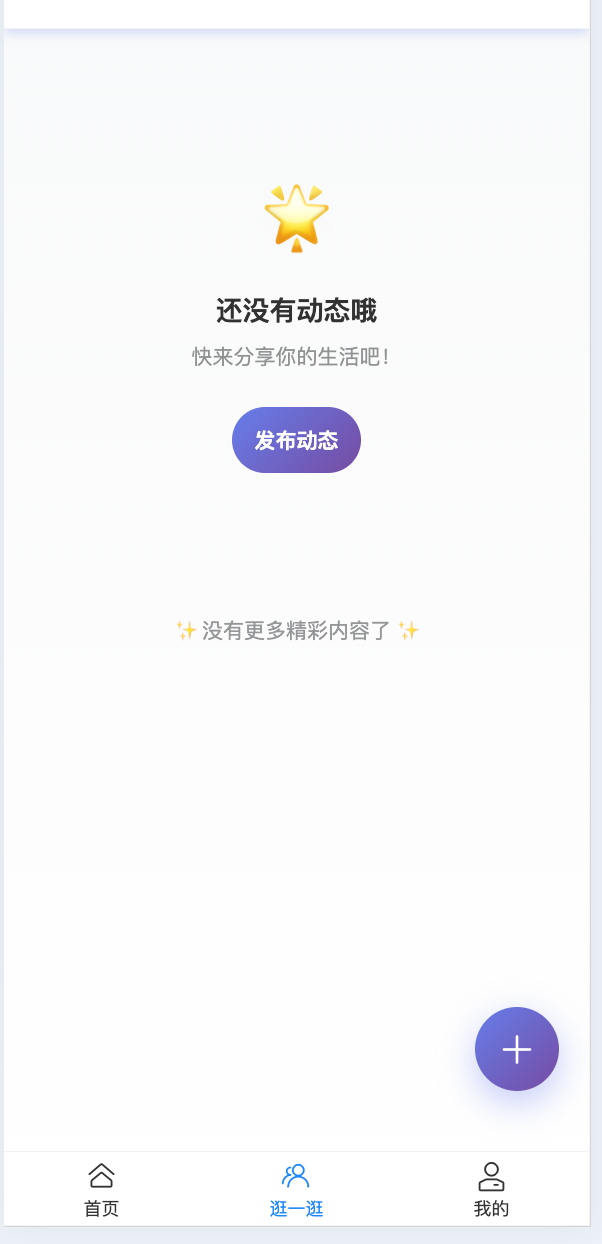 还没有动态哦
快来分享你的生活吧！
发布动态
✨ 没有更多精彩内容了 ✨
首页
逛一逛
我的